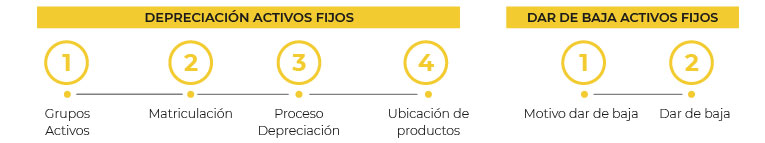 DEPRECIACIÓN ACTIVOS FIJOS
1
2
3
4
Grupos
Activos
Matriculación
Proceso
Depreciación
Ubicación de
productos
DAR DE BAJA ACTIVOS FIJOS
1
2
Motivo dar de baja
Dar de baja